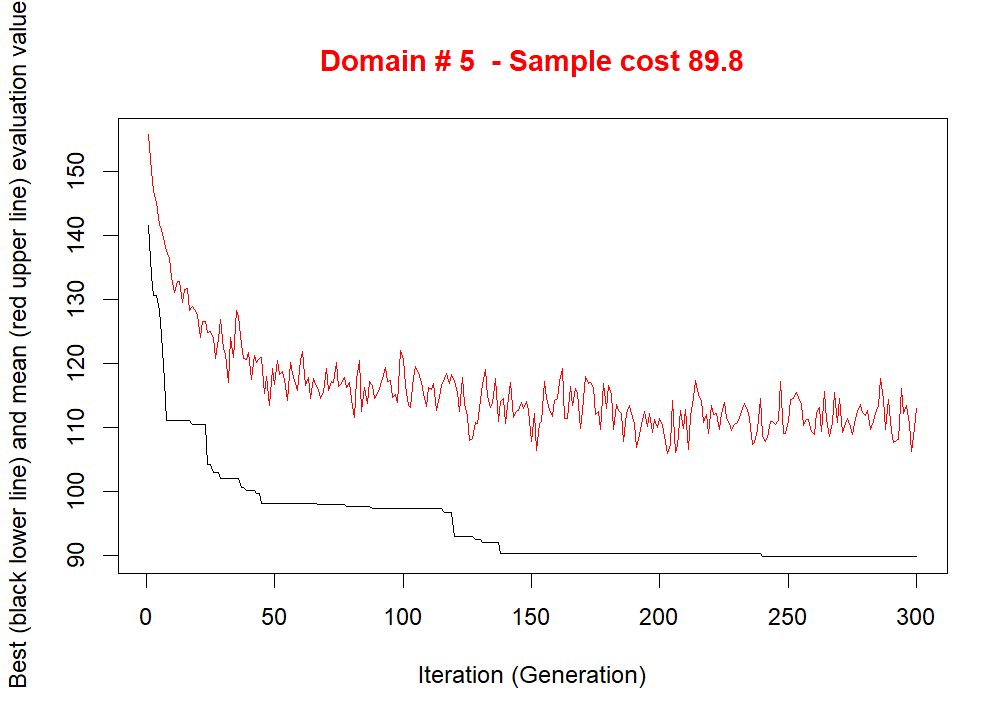 Domain # 5  - Sample cost 89.8
Best (black lower line) and mean (red upper line) evaluation value
150
140
130
120
110
100
90
0 50 100 150 200 250 300
Iteration (Generation)